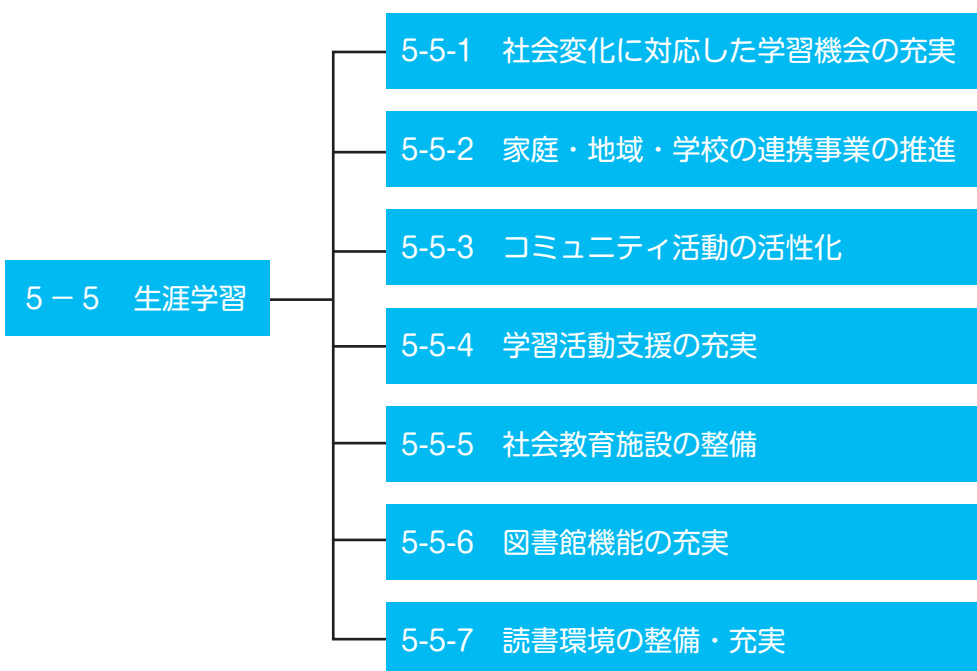 5－5　生涯学習
5-5-1　社会変化に対応した学習機会の充実
5-5-2　家庭・地域・学校の連携事業の推進
5-5-3　コミュニティ活動の活性化
5-5-4　学習活動支援の充実
5-5-5　社会教育施設の整備
5-5-6　図書館機能の充実
5-5-7　読書環境の整備・充実